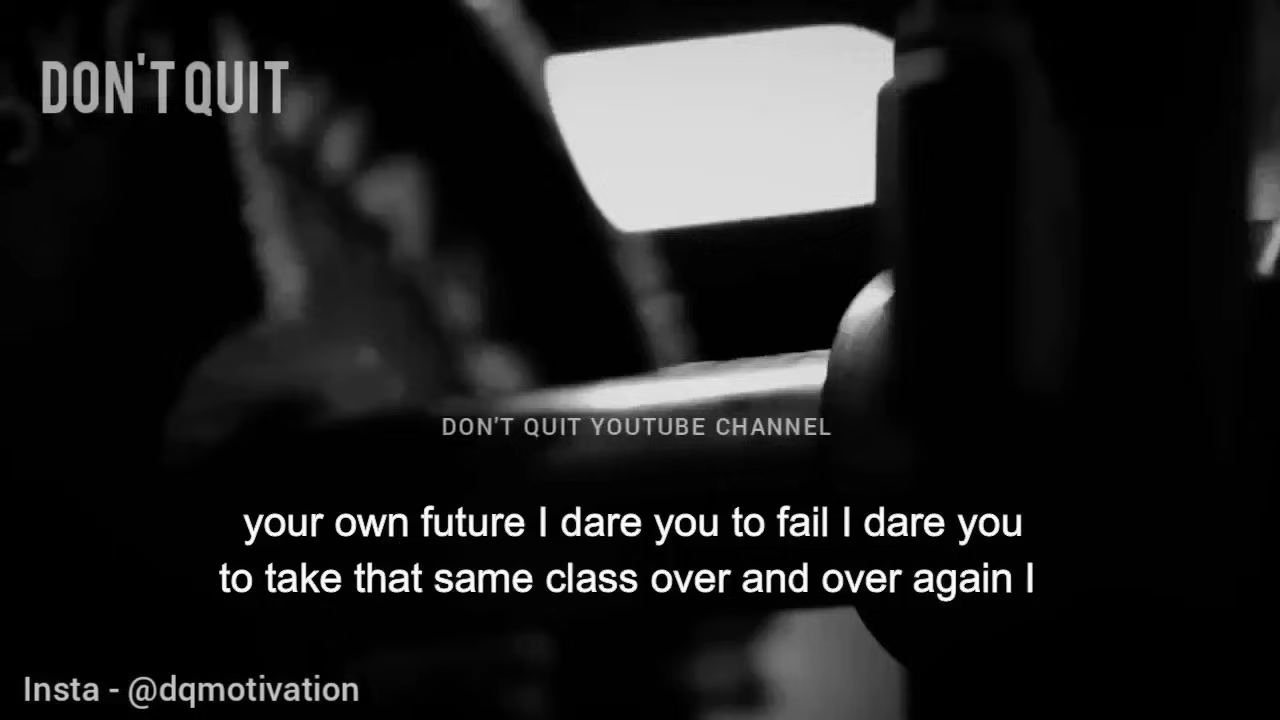 DON'T QUIT
DON'T QUIT YOUTUBE CHANNEL
your own future I dare you to fail I dare you
to take that same class over and over again I
Insta - @dqmotivation